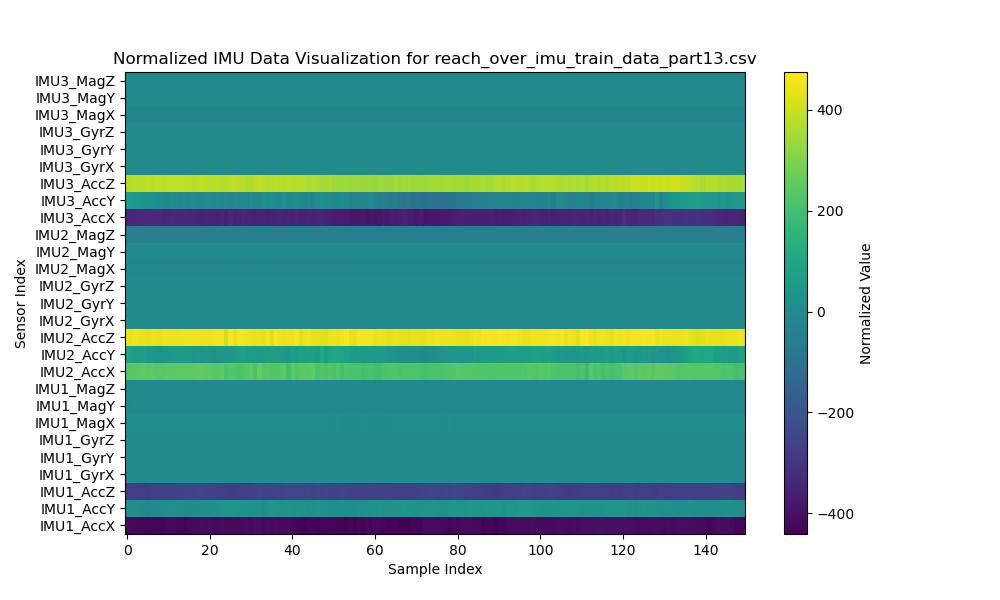 Normalized IMU Data Visualization for reach_over_imu_train_data_part13.csv
IMU3_MagZ
IMU3_MagY
IMU3_MagX
IMU3_GyrZ
IMU3_GyrY
IMU3_GyrX
IMU3_AccZ
IMU3_AccY
IMU3_AccX
IMU2_MagZ
IMU2_MagY
IMU2_MagX
IMU2_GyrZ
IMU2_GyrY
IMU2_GyrX
IMU2_AccZ
IMU2_AccY
IMU2_AccX
IMU1_MagZ
IMU1_MagY
IMU1_MagX
IMU1_GyrZ
IMU1_GyrY
IMU1_GyrX
IMU1_AccZ
IMU1_AccY
IMU1_AccX
Sensor Index
0 20 40 60 80 100 120 140
Sample Index
400
200
0
−200
−400
Normalized Value